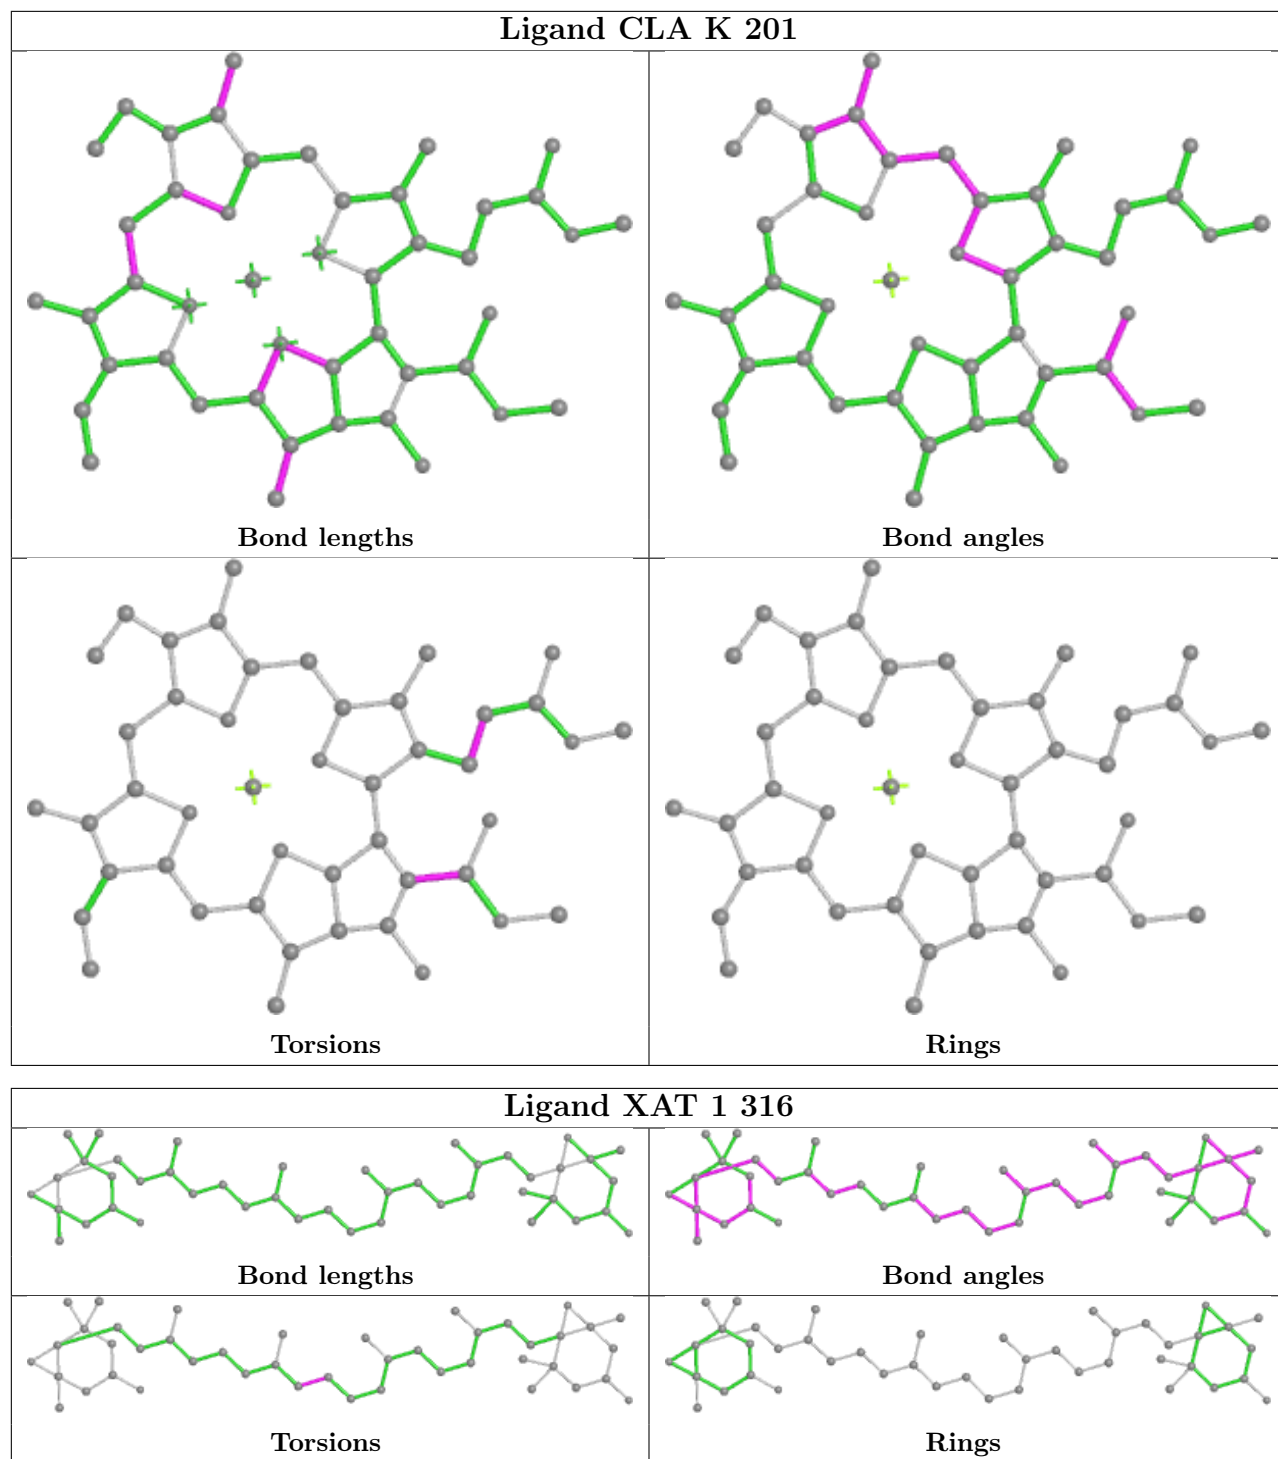 Ligand CLA K 201
Bond lengths
Bond angles
Torsions
Rings
Ligand XAT 1 316
Bond lengths
Bond angles
Torsions
Rings